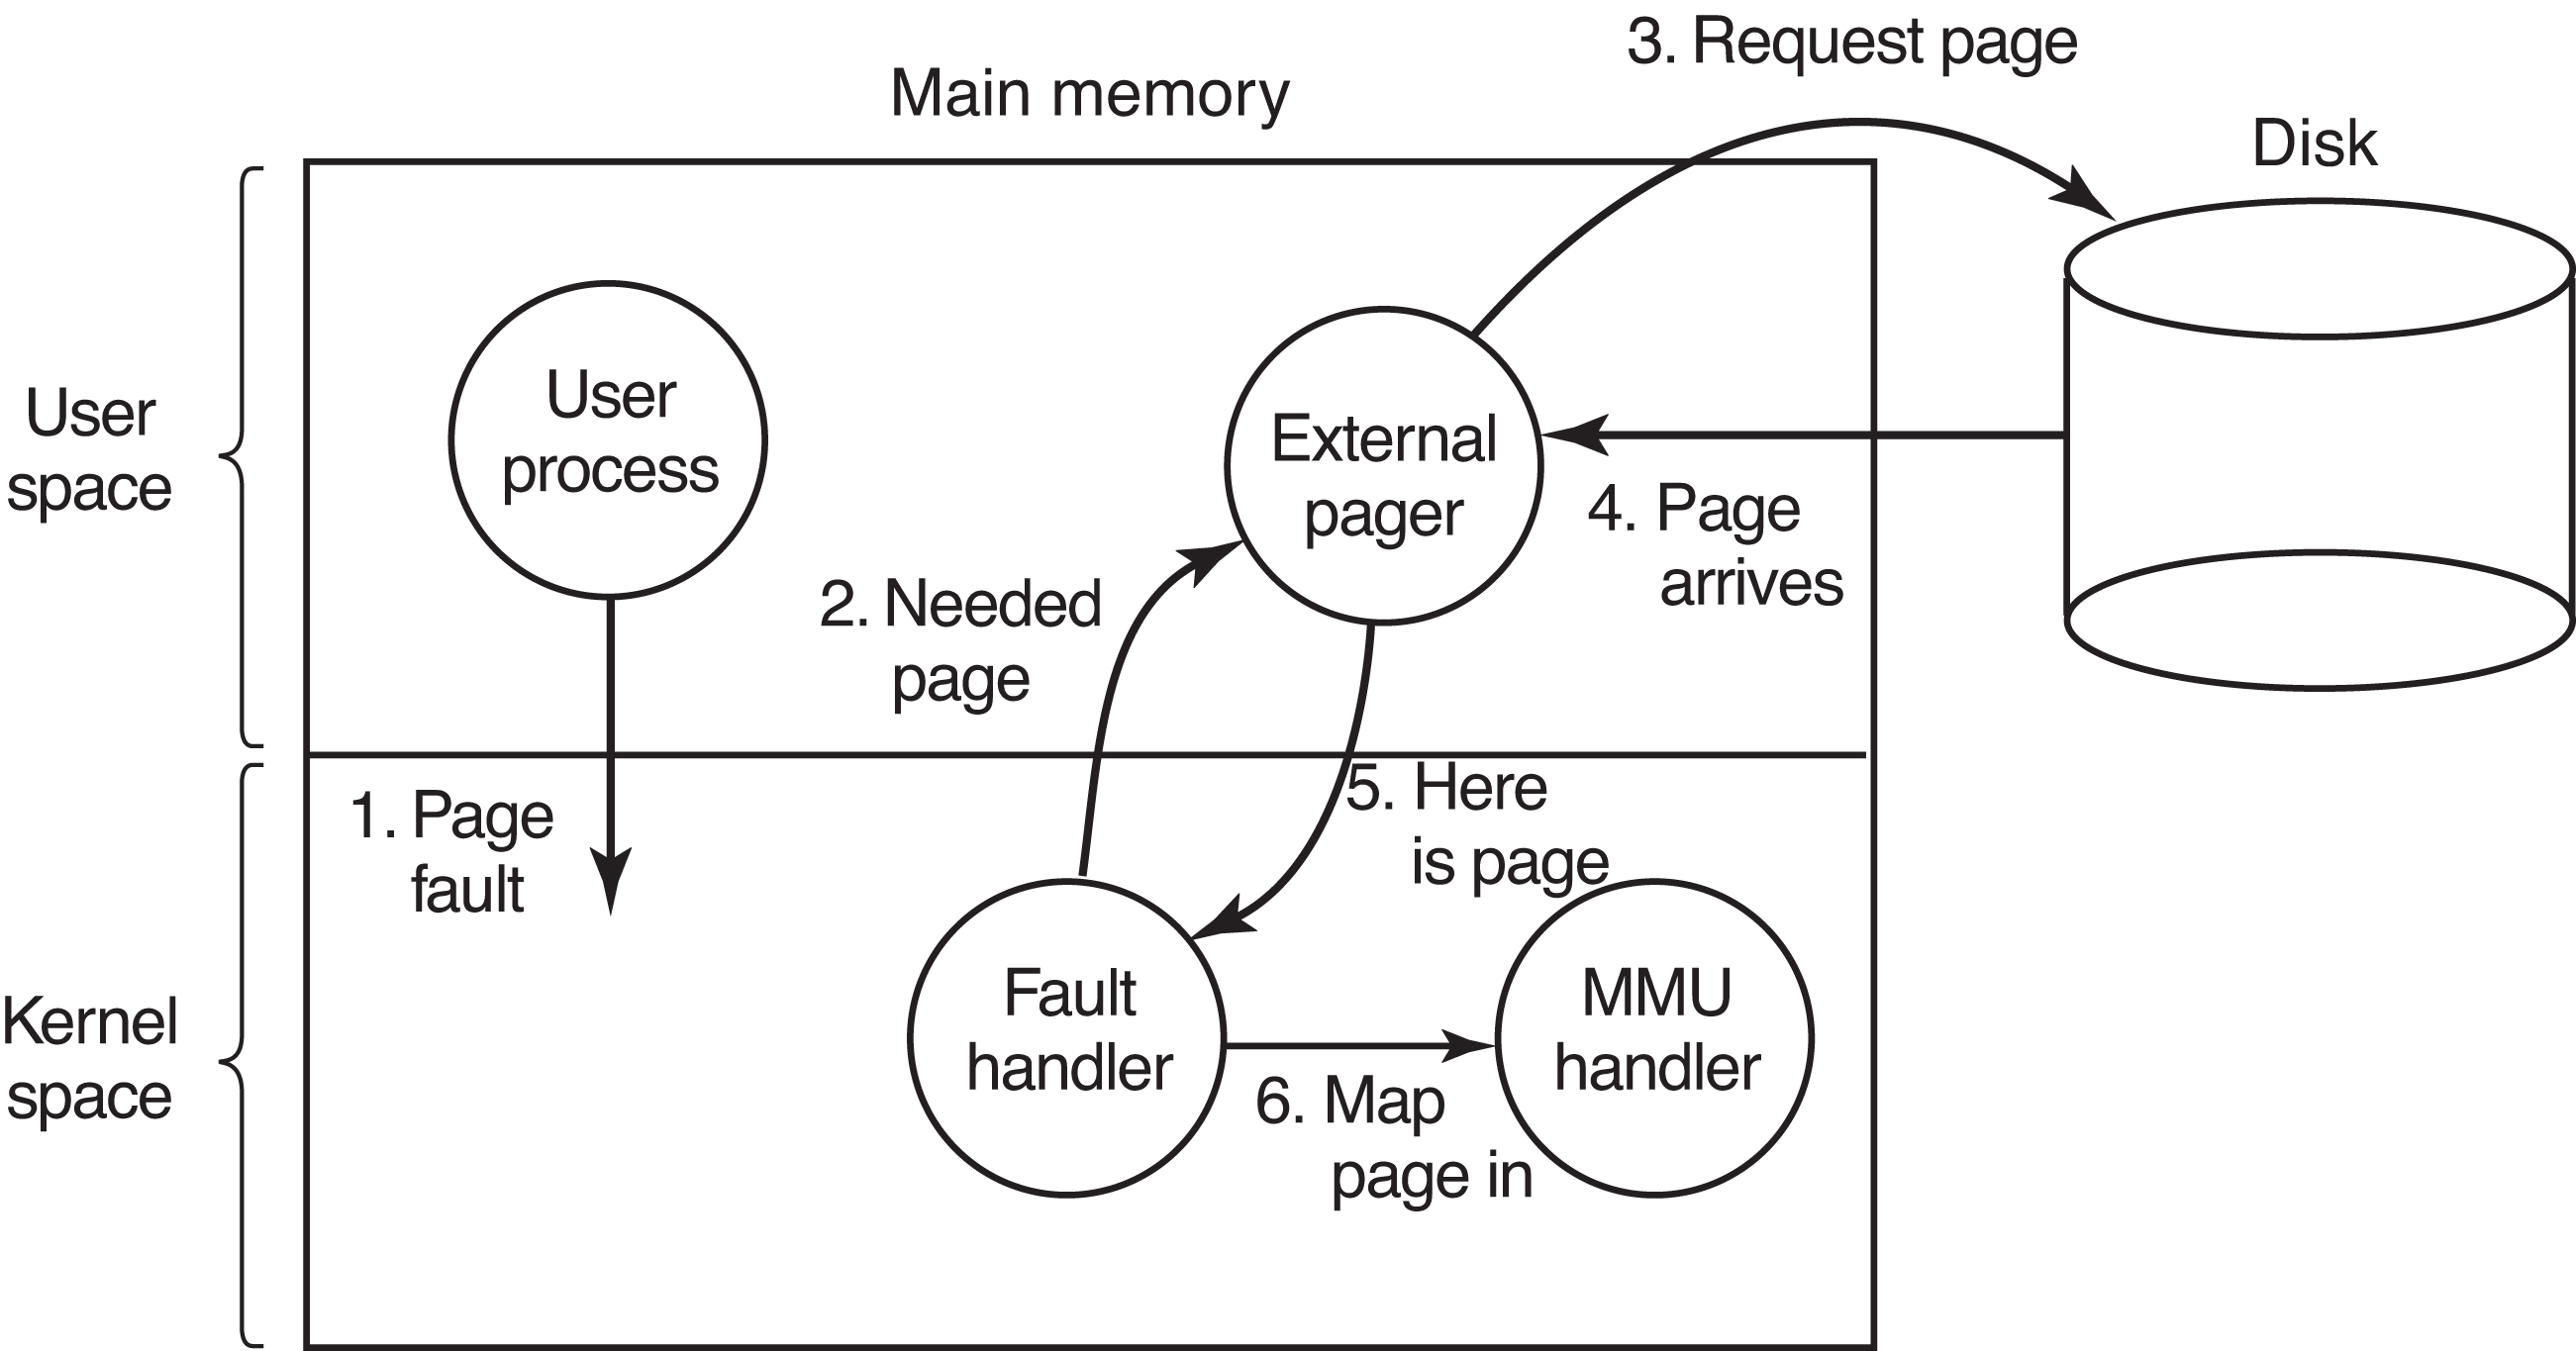 3. Request page
Main memory
Disk
User
process
External
pager
User
space
4. Page
arrives
2. Needed
page
5. Here
is page
1. Page
fault
Fault
handler
MMU
handler
Kernel
space
6. Map
page in